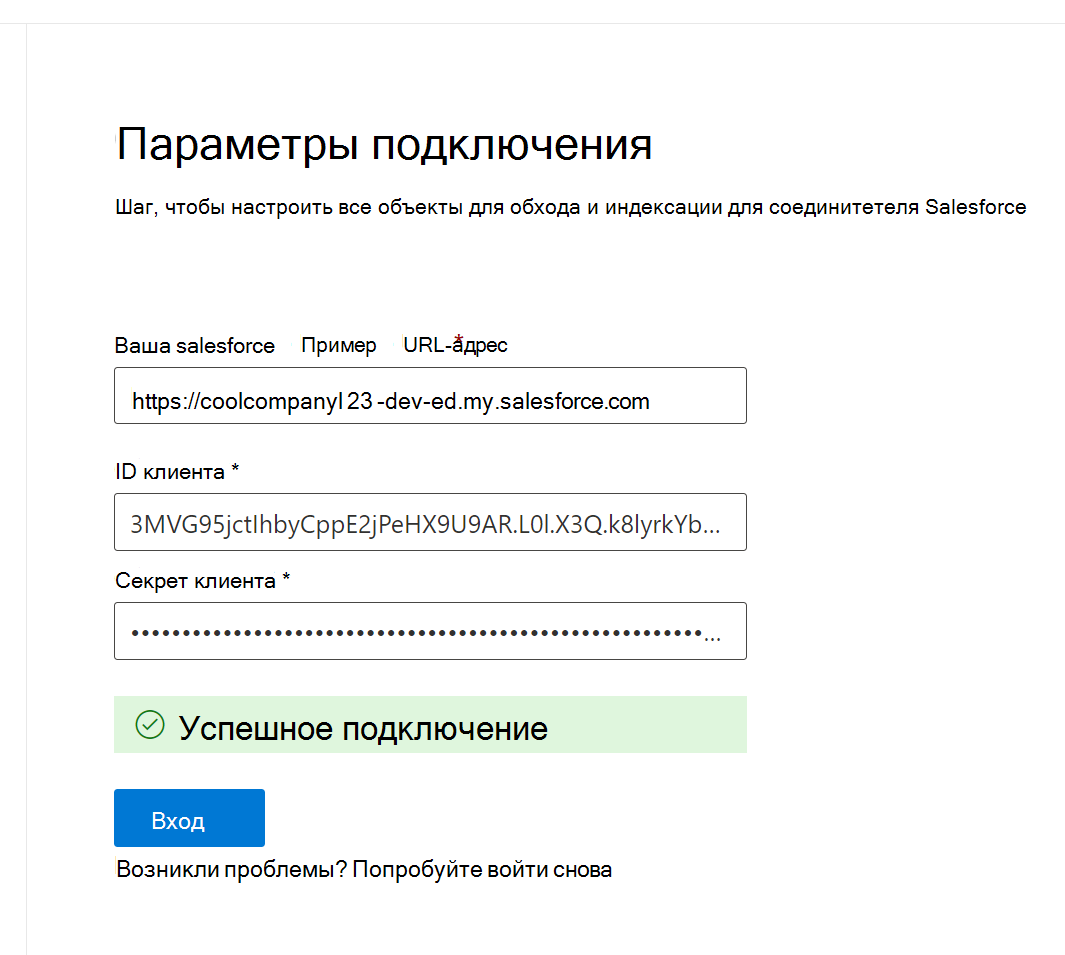 Параметры подключения
Шаг, чтобы настроить все объекты для обхода и индексации для соединитетеля Salesforce
Ваша salesforce Пример URL-адрес *
https://coolcompanyl 23 -dev-ed.my.salesforce.com
ID клиента *
3MVG95jctIhbyCppE2jPeHX9U9AR.L0l.X3Q.k8lyrkYb...
Секрет клиента *
••••••••••••••••••••••••••••••••••••••••••••••••••••••••...
Успешное подключение
Вход
Возникли проблемы? Попробуйте войти снова